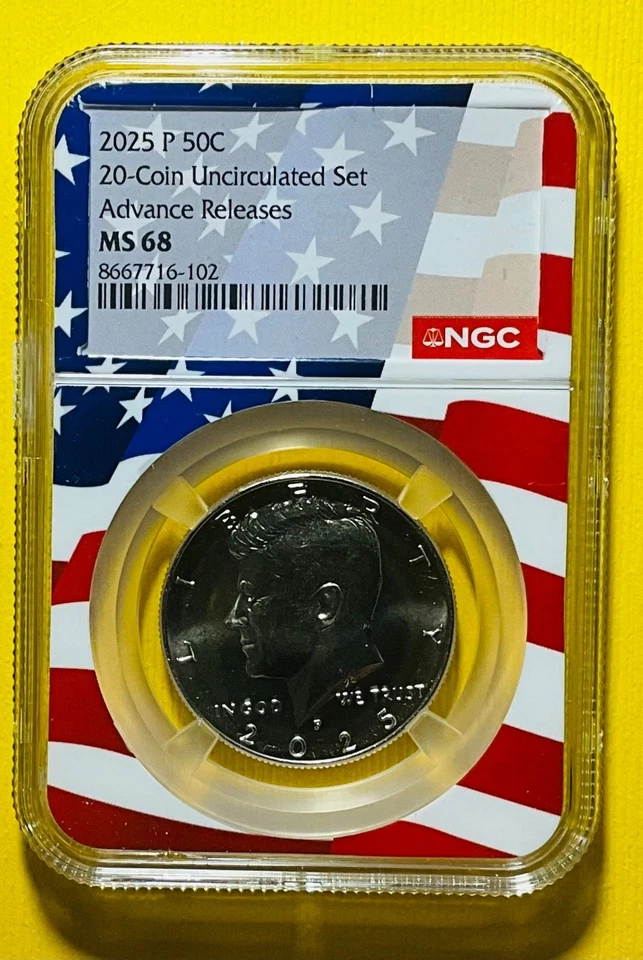 2025 P 50C
20-Coin Uncirculated Set
Advance Releases
MS 68
8667716-102
NGC
LIBERTY
IN GOD WE TRUST
P
2025